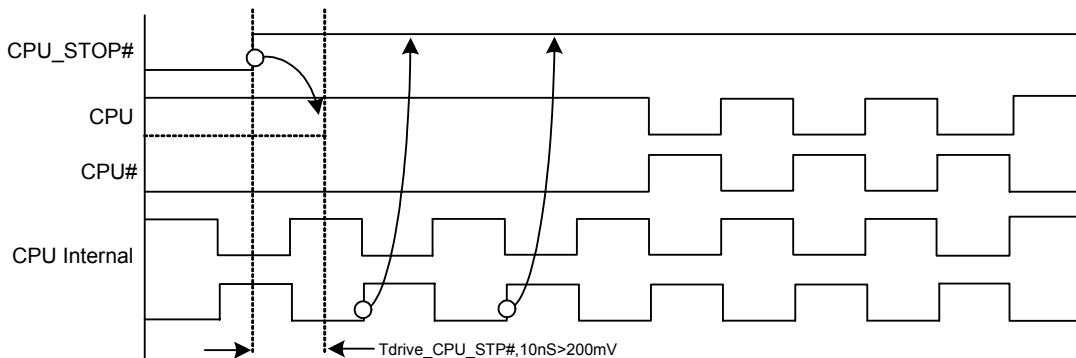 CPU_STOP#
CPU
CPU#
CPU Internal
Tdrive_CPU_STP#,10nS>200mV